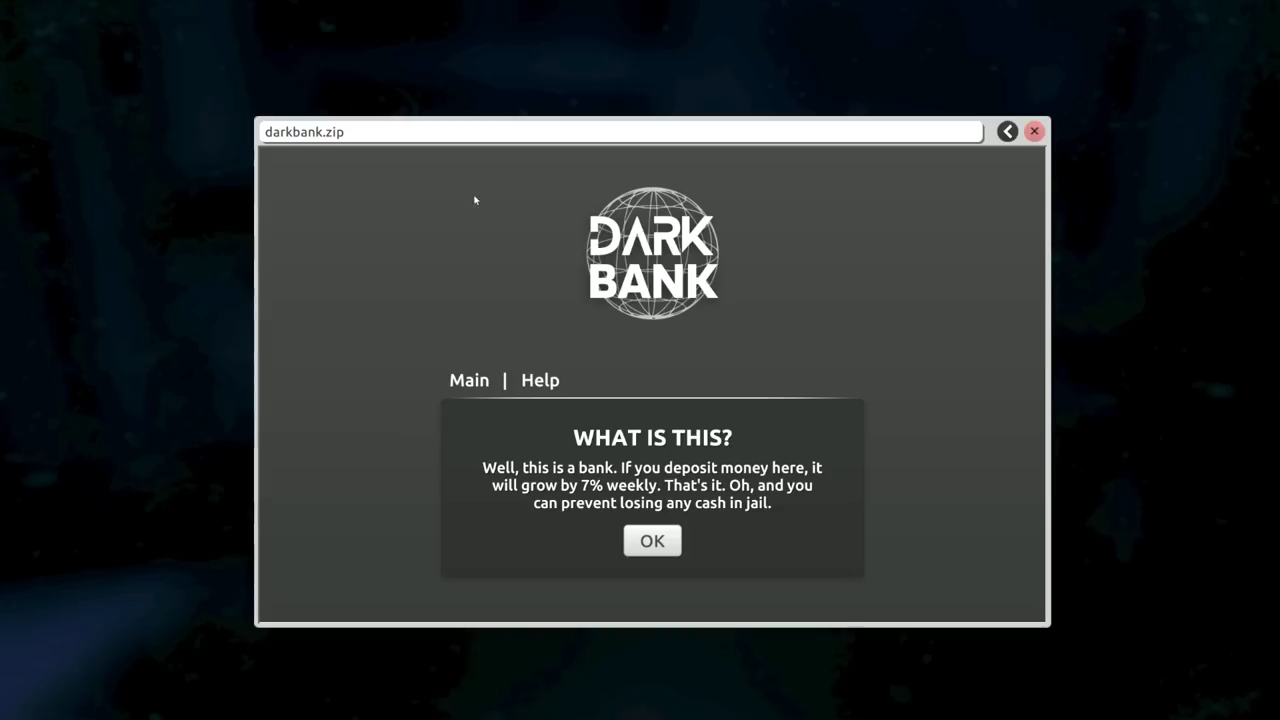 darkbank.zip
DARK
BANK
Main | Help
WHAT IS THIS?
Well, this is a bank. If you deposit money here, it
will grow by 7% weekly. That's it. Oh, and you
can prevent losing any cash in jail.
OK